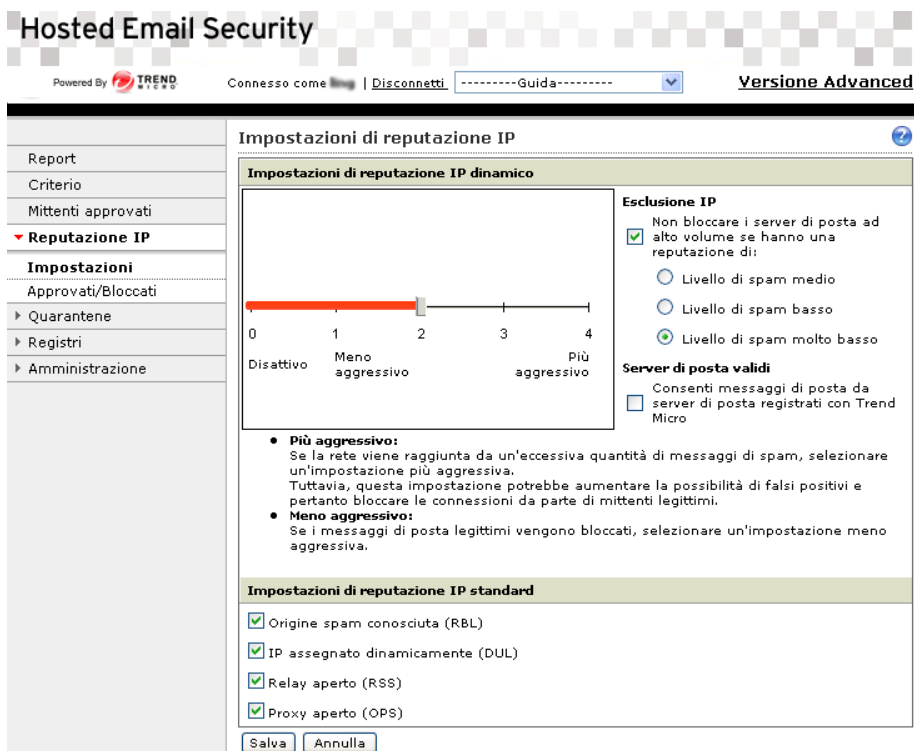 Hosted Email Security
Powered By TREND MICRO
Connesso come | Disconnetti ---------Guida---------
Versione Advanced
Report
Criterio
Mittenti approvati
Reputazione IP
Impostazioni
Approvati/Bloccati
Quarantene
Registri
Amministrazione
Impostazioni di reputazione IP
?
Impostazioni di reputazione IP dinamico
0 1 2 3 4
Disattivo
Meno
aggressivo
Più
aggressivo
Esclusione IP
Non bloccare i server di posta ad
alto volume se hanno una
reputazione di:
Livello di spam medio
Livello di spam basso
Livello di spam molto basso
Server di posta validi
Consenti messaggi di posta da
server di posta registrati con Trend
Micro
• Più aggressivo:
Se la rete viene raggiunta da un'eccessiva quantità di messaggi di spam, selezionare
un'impostazione più aggressiva.
Tuttavia, questa impostazione potrebbe aumentare la possibilità di falsi positivi e
pertanto bloccare le connessioni da parte di mittenti legittimi.
• Meno aggressivo:
Se i messaggi di posta legittimi vengono bloccati, selezionare un'impostazione meno
aggressiva.
Impostazioni di reputazione IP standard
Origine spam conosciuta (RBL)
IP assegnato dinamicamente (DUL)
Relay aperto (RSS)
Proxy aperto (OPS)
Salva Annulla